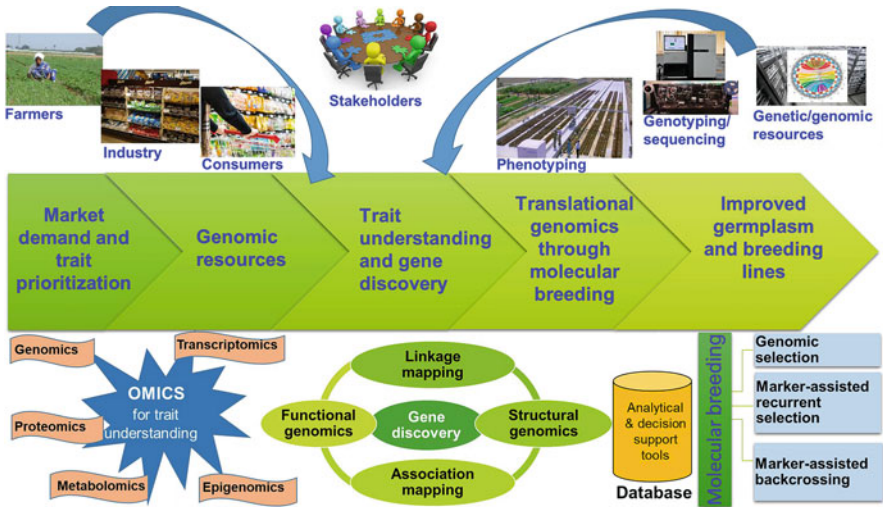 Farmers
Industry
Consumers
Stakeholders
Phenotyping
Genotyping/
sequencing
Genetic/genomic
resources
Market
demand and
trait
prioritization
Genomic
resources
Trait
understanding
and gene
discovery
Translational
genomics
through
molecular
breeding
Improved
germplasm
and breeding
lines
Genomics
Transcriptomics
OMICS
for trait
understanding
Proteomics
Metabolomics
Epigenomics
Linkage
mapping
Functional
genomics
Gene
discovery
Structural
genomics
Association
mapping
Analytical
& decision
support
tools
Database
Molecular breeding
Genomic
selection
Marker-assisted
recurrent
selection
Marker-assisted
backcrossing